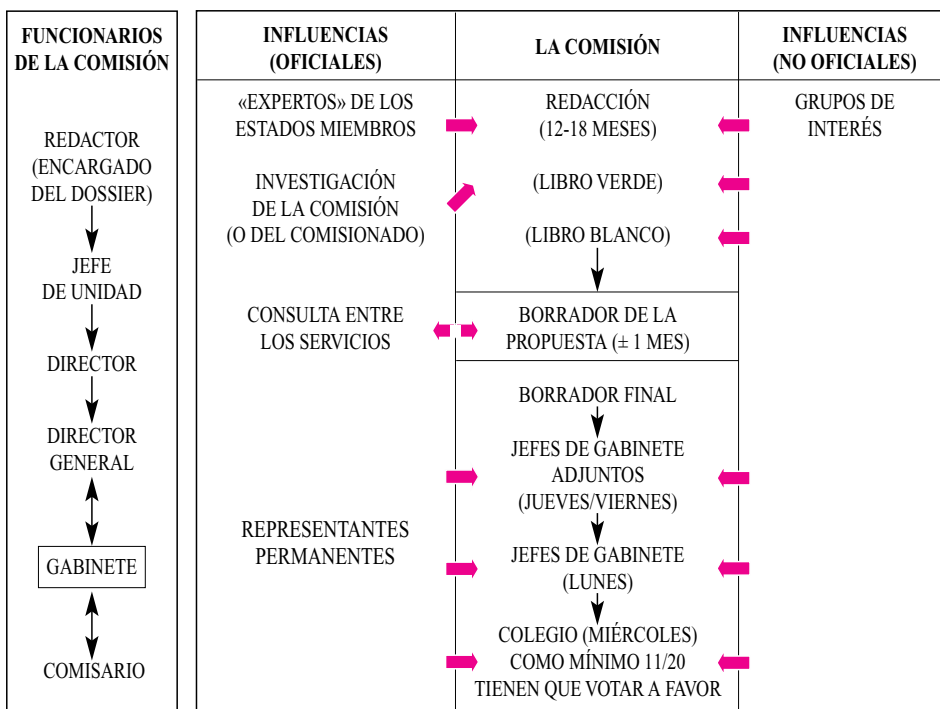 FUNCIONARIOS
DE LA COMISIÓN
REDACTOR
(ENCARGADO
DEL DOSSIER)
JEFE
DE UNIDAD
DIRECTOR
DIRECTOR
GENERAL
GABINETE
COMISARIO
INFLUENCIAS
(OFICIALES)
«EXPERTOS» DE LOS
ESTADOS MIEMBROS
INVESTIGACIÓN
DE LA COMISIÓN
(O DEL COMISIONADO)
CONSULTA ENTRE
LOS SERVICIOS
REPRESENTANTES
PERMANENTES
LA COMISIÓN
REDACCIÓN
(12-18 MESES)
(LIBRO VERDE)
(LIBRO BLANCO)
BORRADOR DE LA
PROPUESTA (± 1 MES)
BORRADOR FINAL
JEFES DE GABINETE
ADJUNTOS
(JUEVES/VIERNES)
JEFES DE GABINETE
(LUNES)
COLEGIO (MIÉRCOLES)
COMO MÍNIMO 11/20
TIENEN QUE VOTAR A FAVOR
INFLUENCIAS
(NO OFICIALES)
GRUPOS DE
INTERÉS